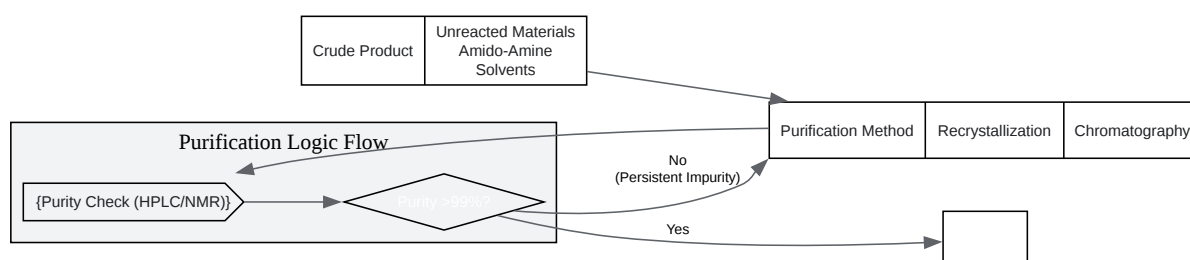 Crude Product
Unreacted Materials
Amido-Amine
Solvents
Purification Method
Recrystallization
Chromatography
Purification Logic Flow
{Purity Check (HPLC/NMR)}
Purity >99%?
No
(Persistent Impurity)
Yes